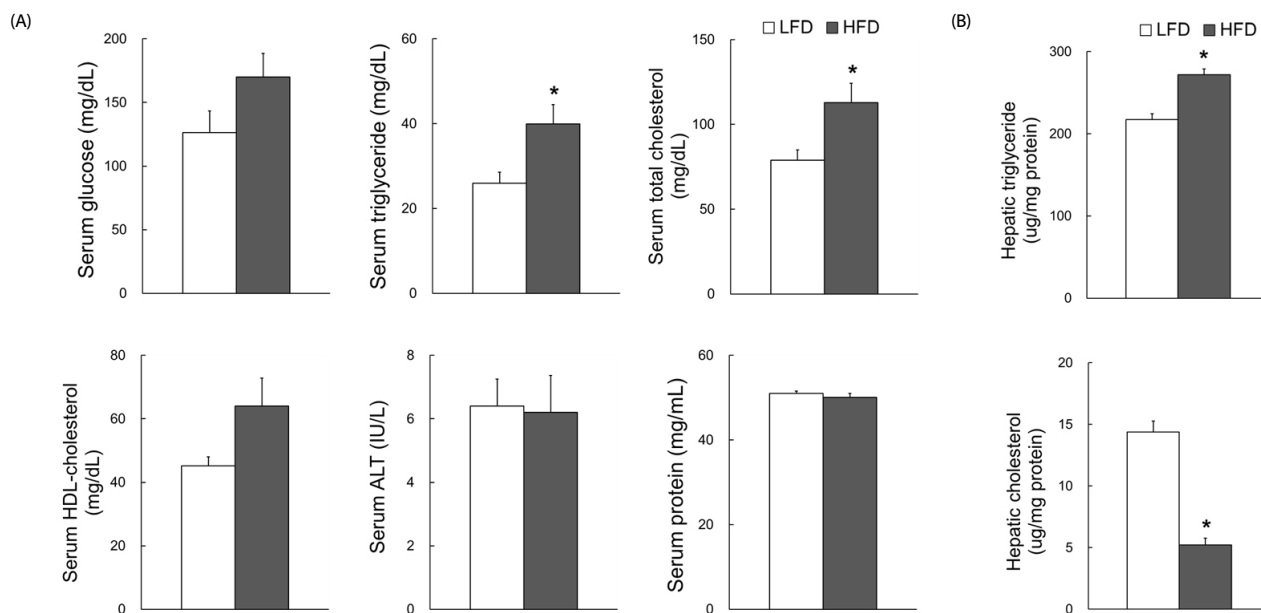 (A)
Serum glucose (mg/dL)
200
150
100
50
0
Serum triglyceride (mg/dL)
60
40
20
0
*
LFD HFD
Serum total cholesterol
(mg/dL)
150
100
50
0
*
(B)
LFD HFD
Hepatic triglyceride
(ug/mg protein)
300
200
100
0
*
Serum HDL-cholesterol
(mg/dL)
80
60
40
20
0
Serum ALT (IU/L)
8
6
4
2
0
Serum protein (mg/mL)
60
50
40
30
20
10
0
Hepatic cholesterol
(ug/mg protein)
20
15
10
5
0
*